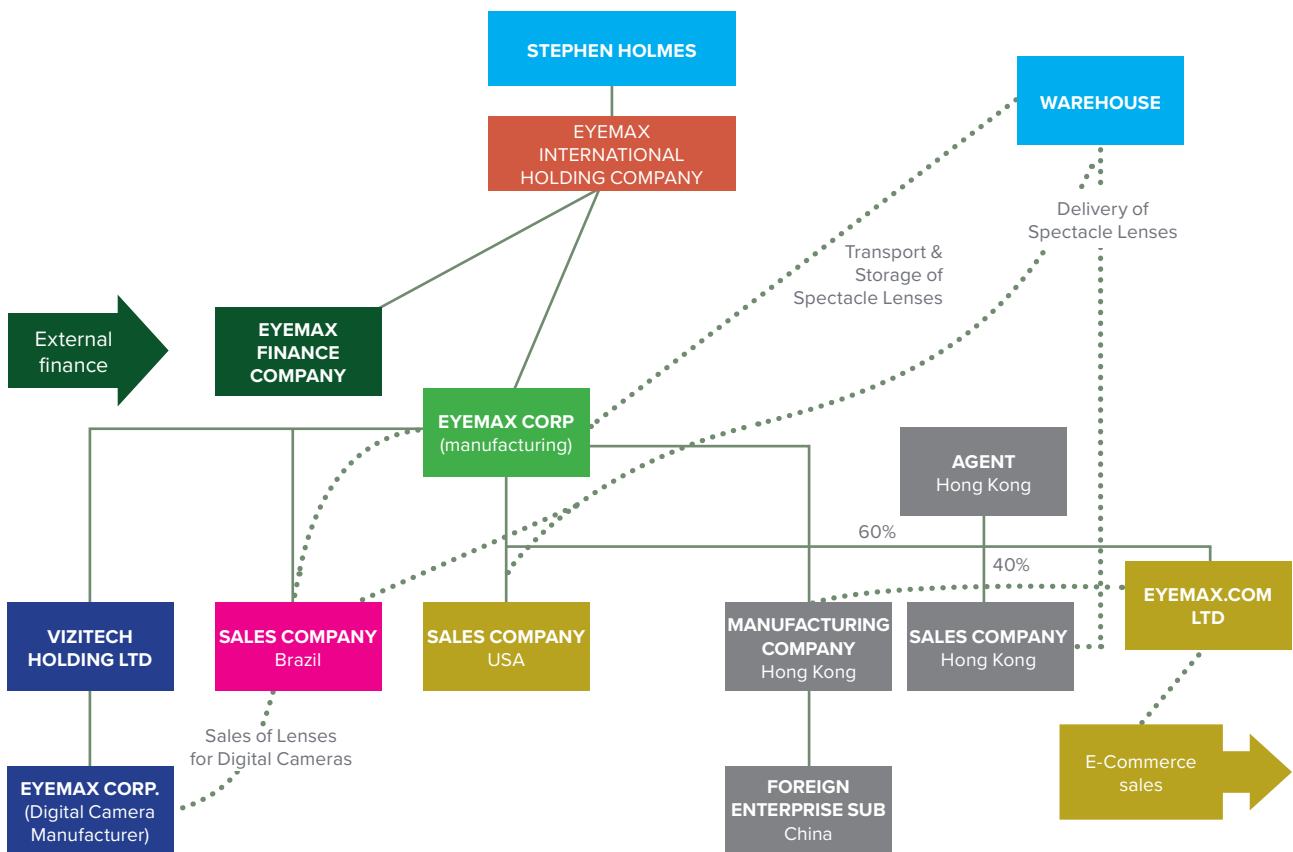 STEPHEN HOLMES
WAREHOUSE
EYEMAX
INTERNATIONAL
HOLDING COMPANY
Delivery of
Spectacle Lenses
Transport &
Storage of
Spectacle Lenses
External
finance
EYEMAX
FINANCE
COMPANY
EYEMAX CORP
(manufacturing)
AGENT
Hong Kong
60%
40%
VIZITECH
HOLDING LTD
SALES COMPANY
Brazil
SALES COMPANY
USA
MANUFACTURING
COMPANY
Hong Kong
SALES COMPANY
Hong Kong
EYEMAX.COM
LTD
Sales of Lenses
for Digital Cameras
EYEMAX CORP.
(Digital Camera
Manufacturer)
FOREIGN
ENTERPRISE SUB
China
E-Commerce
sales